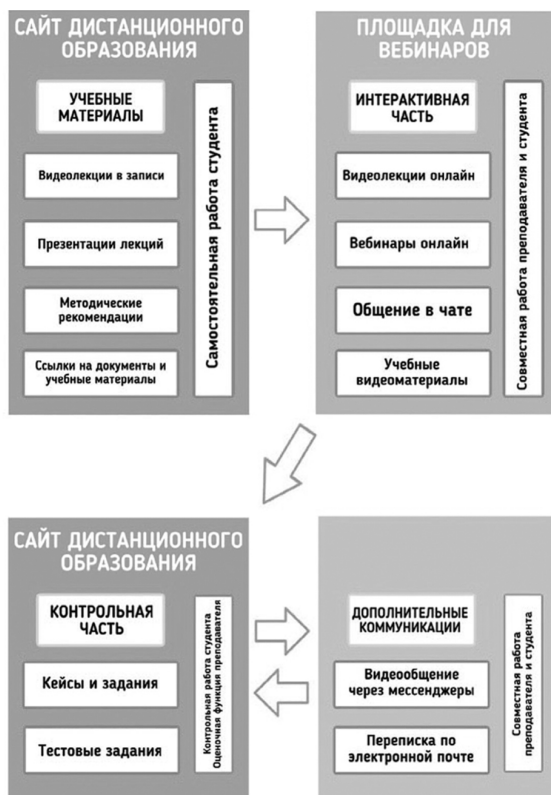 САЙТ ДИСТАНЦИОННОГО
ОБРАЗОВАНИЯ
УЧЕБНЫЕ
МАТЕРИАЛЫ
Видеолекции в записи
Презентации лекций
Методические
рекомендации
Ссылки на документы и
учебные материалы
Самостоятельная работа студента
ПЛОЩАДКА ДЛЯ
ВЕБИНАРОВ
ИНТЕРАКТИВНАЯ
ЧАСТЬ
Видеолекции онлайн
Вебинары онлайн
Общение в чате
Учебные
видеоматериалы
Совместная работа преподавателя и студента
САЙТ ДИСТАНЦИОННОГО
ОБРАЗОВАНИЯ
КОНТРОЛЬНАЯ
ЧАСТЬ
Кейсы и задания
Тестовые задания
Контрольная работа студента
Оценочная функция преподавателя
ДОПОЛНИТЕЛЬНЫЕ
КОММУНИКАЦИИ
Видеообщение
через мессенджеры
Переписка по
электронной почте
Совместная работа
преподавателя и студента